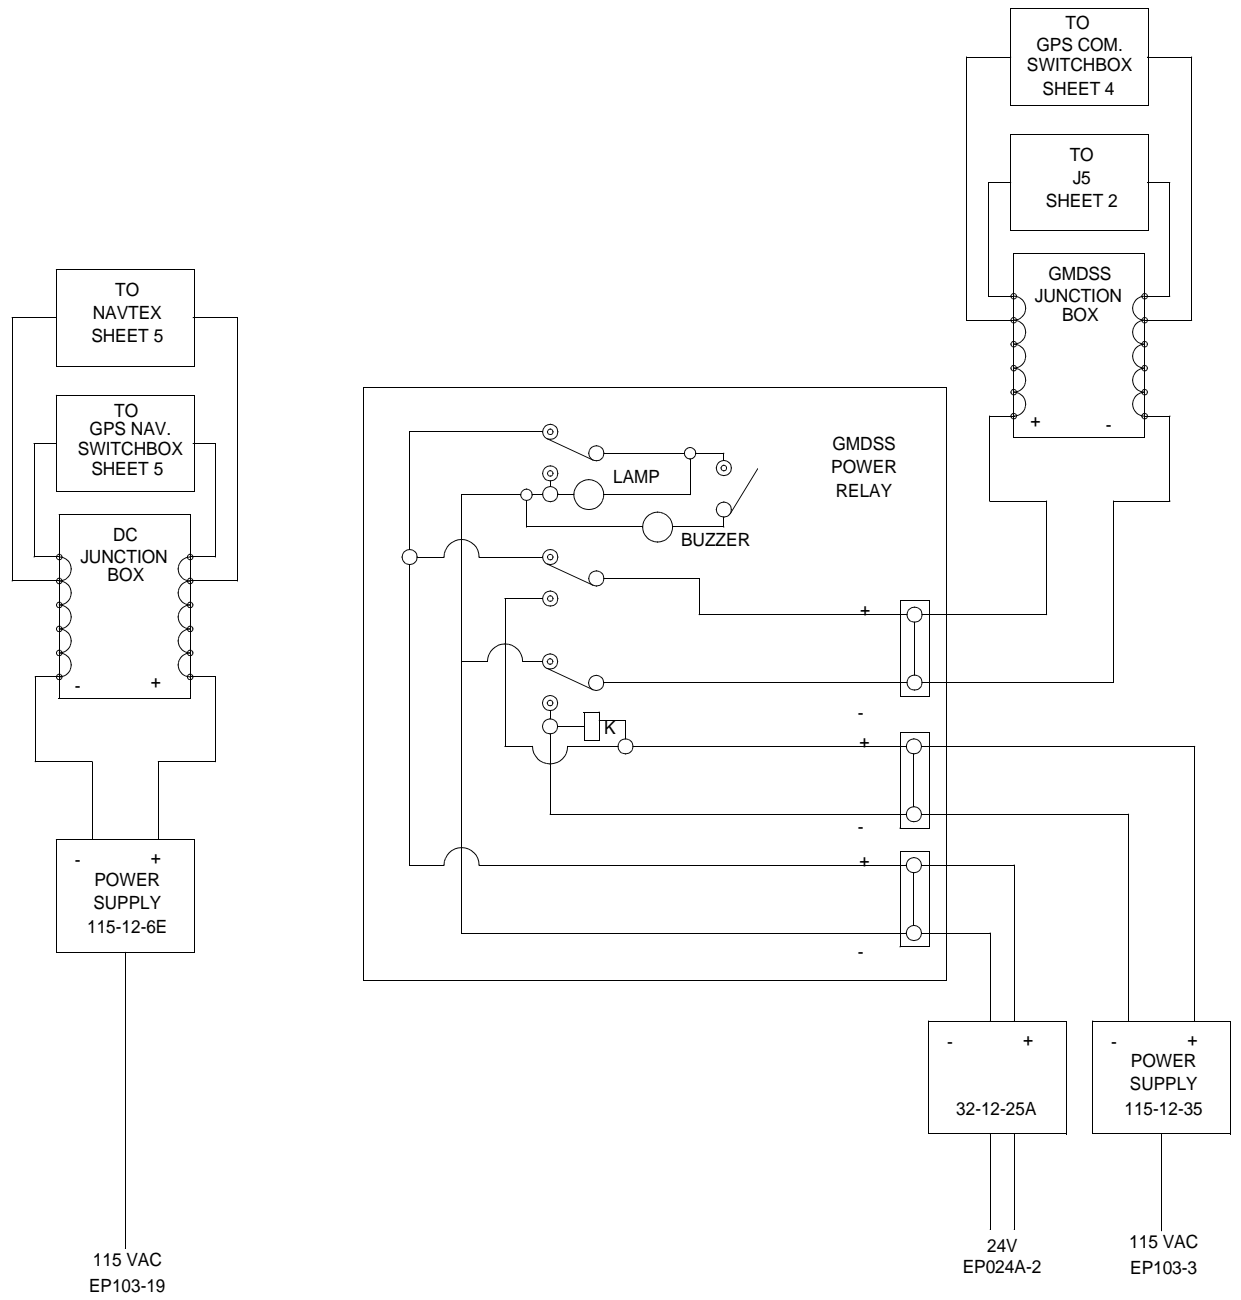 TO
GPS COM.
SWITCHBOX
SHEET 4
TO
J5
SHEET 2
GMDSS
JUNCTION
BOX
+ -
TO
NAVTEX
SHEET 5
TO
GPS NAV.
SWITCHBOX
SHEET 5
DC
JUNCTION
BOX
- +
- +
POWER
SUPPLY
115-12-6E
115 VAC
EP103-19
GMDSS
POWER
RELAY
LAMP
BUZZER
+
-
K
+
-
+
-
- +
32-12-25A
24V
EP024A-2
- +
POWER
SUPPLY
115-12-35
115 VAC
EP103-3